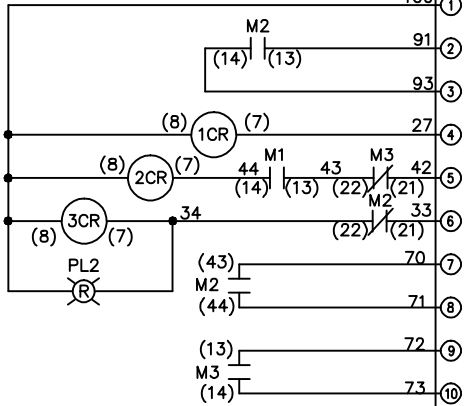 1
M2
91
2
(14) (13)
93
3
(8) 1CR (7)
27
4
M1
M3
(8) 2CR (7)
44
43
42
5
(14) (13)
(22) (21)
M2
3CR
34
33
6
(8) (7)
(22) (21)
PL2
R
(43)
70
7
M2
(44)
71
8
(13)
72
9
M3
(14)
73
10